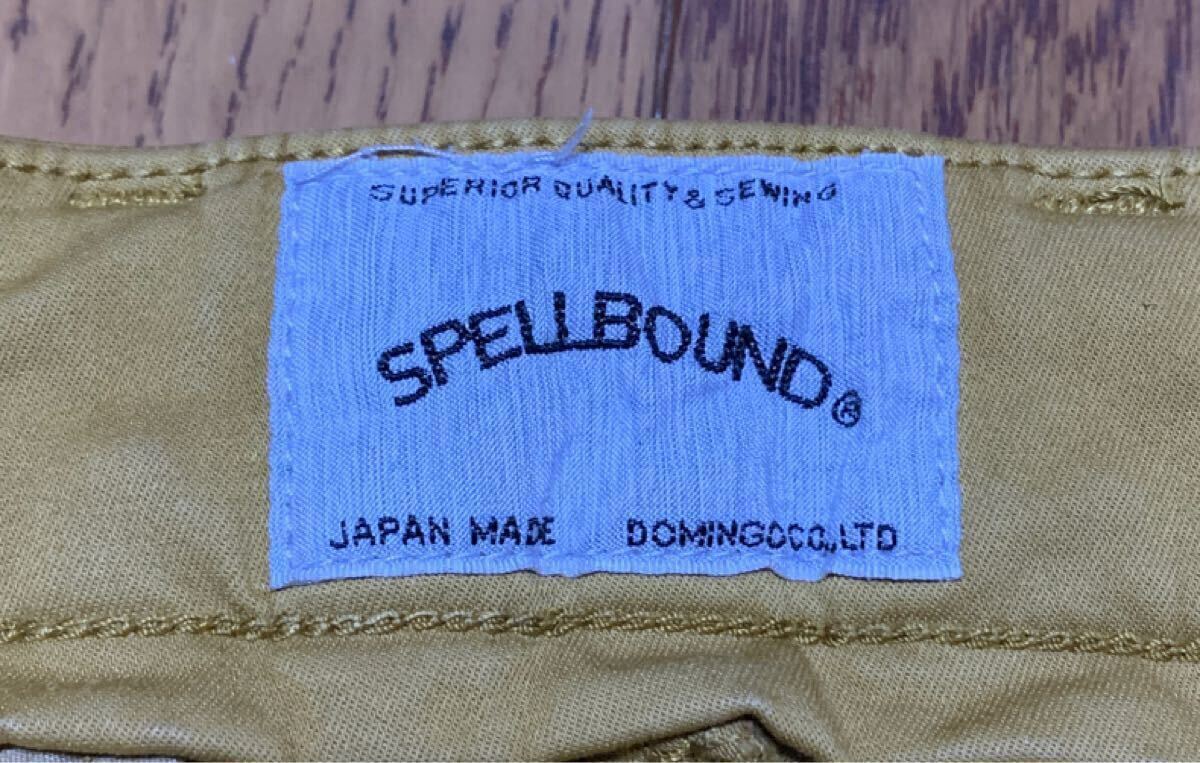 SUPERIOR QUALITY & SEWING
SPELLBOUND®
JAPAN MADE DOMINGO CO.,LTD